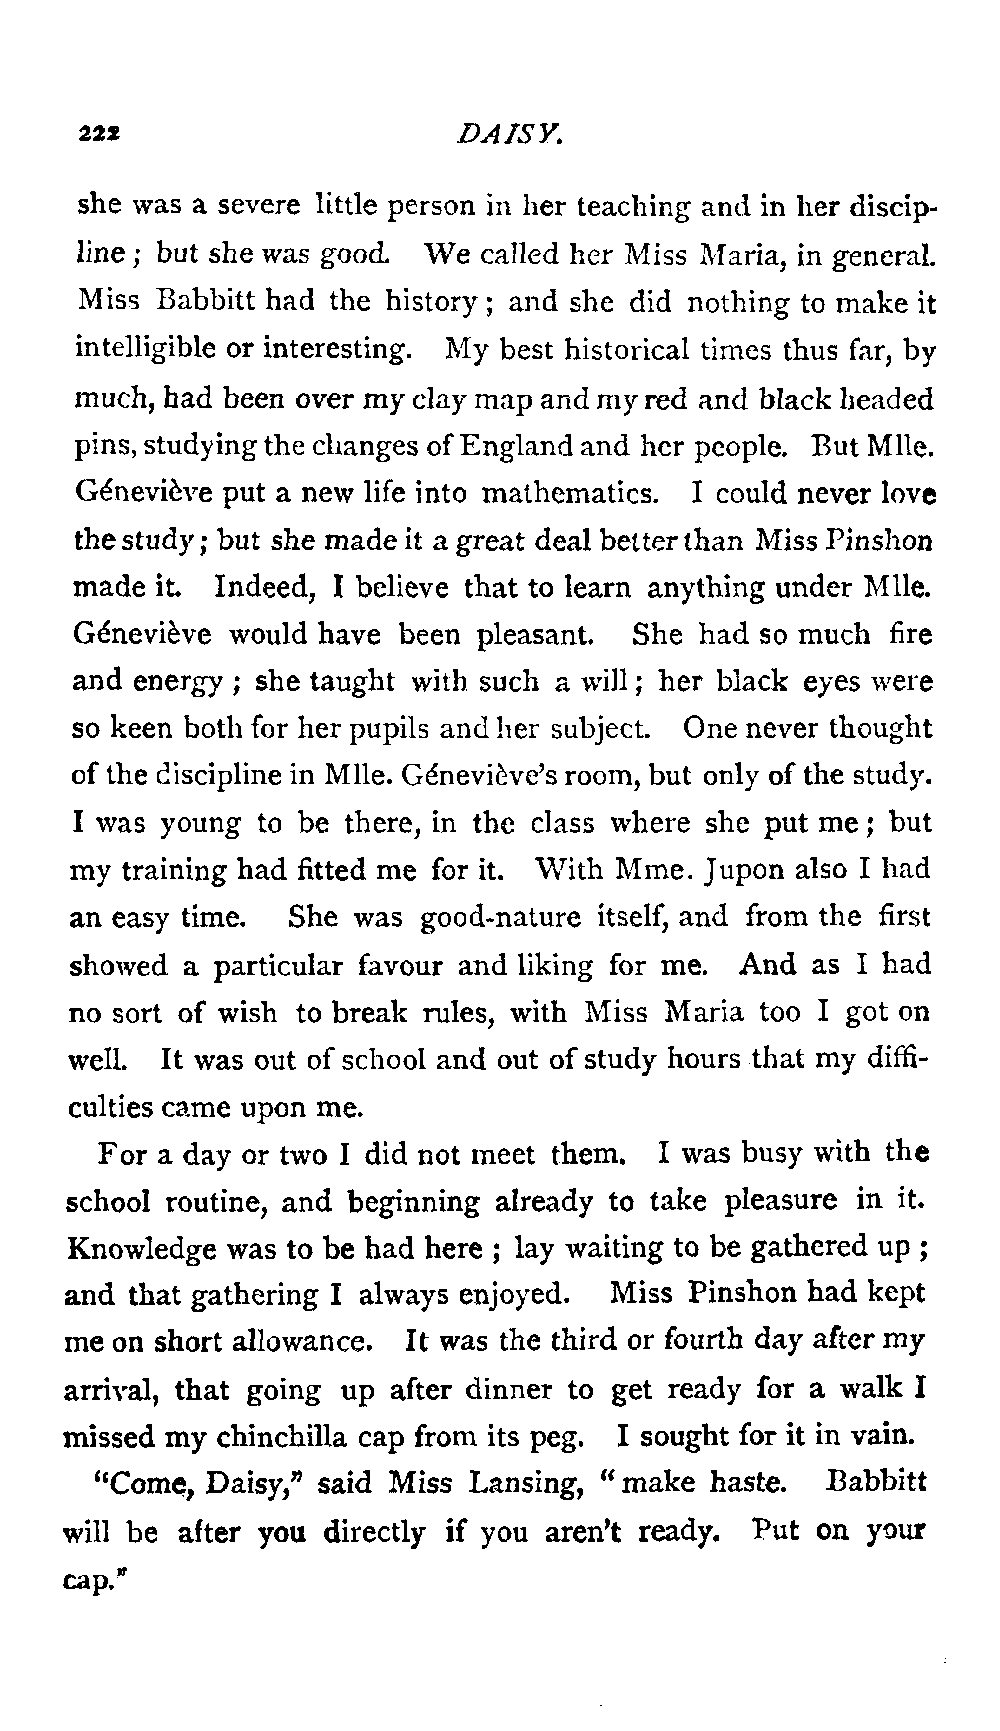 222 DAISY.
she was a severe little person in her teaching and in her discip-
line ; but she was good. We called her Miss Maria, in general.
Miss Babbitt had the history ; and she did nothing to make it
intelligible or interesting. My best historical times thus far, by
much, had been over my clay map and my red and black headed
pins, studying the changes of England and her people. But Mlle.
Géneviève put a new life into mathematics. I could never love
the study ; but she made it a great deal better than Miss Pinshon
made it. Indeed, I believe that to learn anything under Mlle.
Géneviève would have been pleasant. She had so much fire
and energy ; she taught with such a will ; her black eyes were
so keen both for her pupils and her subject. One never thought
of the discipline in Mlle. Géneviève's room, but only of the study.
I was young to be there, in the class where she put me ; but
my training had fitted me for it. With Mme. Jupon also I had
an easy time. She was good-nature itself, and from the first
showed a particular favour and liking for me. And as I had
no sort of wish to break rules, with Miss Maria too I got on
well. It was out of school and out of study hours that my diffi-
culties came upon me.
For a day or two I did not meet them. I was busy with the
school routine, and beginning already to take pleasure in it.
Knowledge was to be had here ; lay waiting to be gathered up ;
and that gathering I always enjoyed. Miss Pinshon had kept
me on short allowance. It was the third or fourth day after my
arrival, that going up after dinner to get ready for a walk I
missed my chinchilla cap from its peg. I sought for it in vain.
"Come, Daisy," said Miss Lansing, "make haste. Babbitt
will be after you directly if you aren't ready. Put on your
cap."